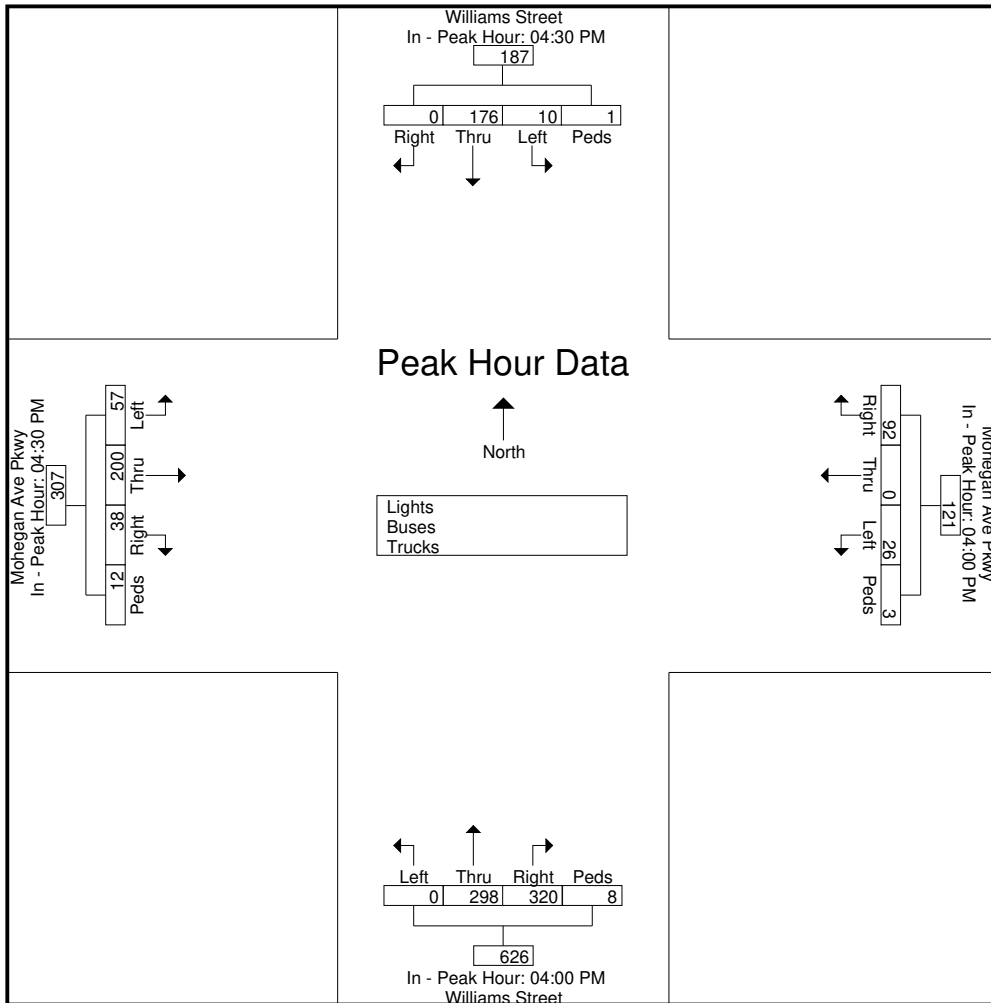 Williams Street
In - Peak Hour: 04:30 PM
187
0 176 10 1
Right Thru Left Peds
Peak Hour Data
North
Lights
Buses
Trucks
Mohegan Ave Pkwy
In - Peak Hour: 04:30 PM
307
57 200 38 12
Left Thru Right Peds
Mohegan Ave Pkwy
In - Peak Hour: 04:00 PM
121
92 0 26 3
Right Thru Left Peds
Left Thru Right Peds
0 298 320 8
626
In - Peak Hour: 04:00 PM
Williams Street